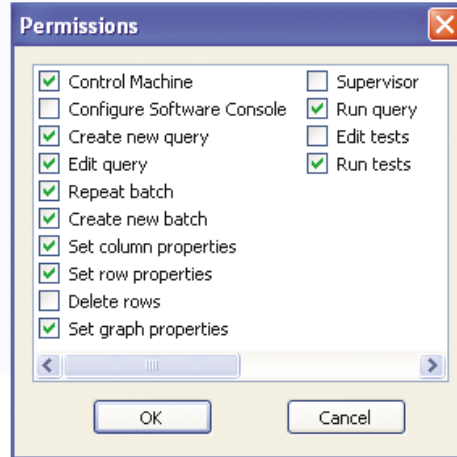 Permissions
Control Machine
Configure Software Console
Create new query
Edit query
Repeat batch
Create new batch
Set column properties
Set row properties
Delete rows
Set graph properties
Supervisor
Run query
Edit tests
Run tests
OK
Cancel